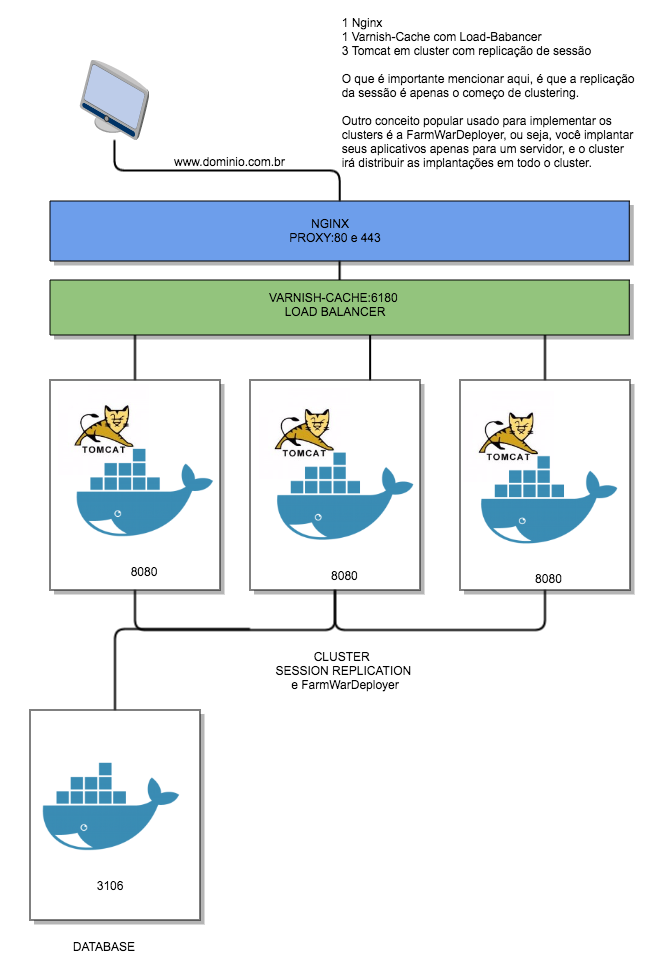 1 Nginx
1 Varnish-Cache com Load-Babancer
3 Tomcat em cluster com replicação de sessão
O que é importante mencionar aqui, é que a replicação
da sessão é apenas o começo de clustering.
Outro conceito popular usado para implementar os
clusters é a FarmWarDeployer, ou seja, você implantar
seus aplicativos apenas para um servidor, e o cluster
irá distribuir as implantações em todo o cluster.
www.dominio.com.br
NGINX
PROXY:80 e 443
VARNISH-CACHE:6180
LOAD BALANCER
TOMCAT
TOMCAT
TOMCAT
8080
8080
8080
CLUSTER
SESSION REPLICATION
e FarmWarDeployer
3106
DATABASE